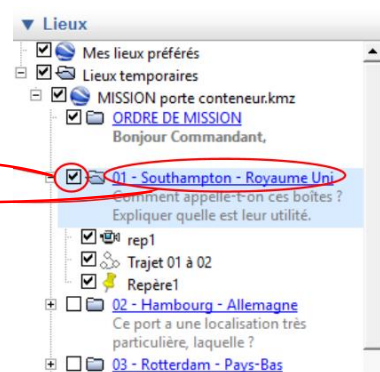 Lieux
Mes lieux préférés
Lieux temporaires
MISSION porte conteneur.kmz
ORDRE DE MISSION
Bonjour Commandant,
01 - Southampton - Royaume Uni
Comment appelle-t-on ces boîtes ?
Expliquer quelle est leur utilité.
rep1
Trajet 01 à 02
Repère1
02 - Hambourg - Allemagne
Ce port a une localisation très
particulière, laquelle ?
03 - Rotterdam - Pays-Bas